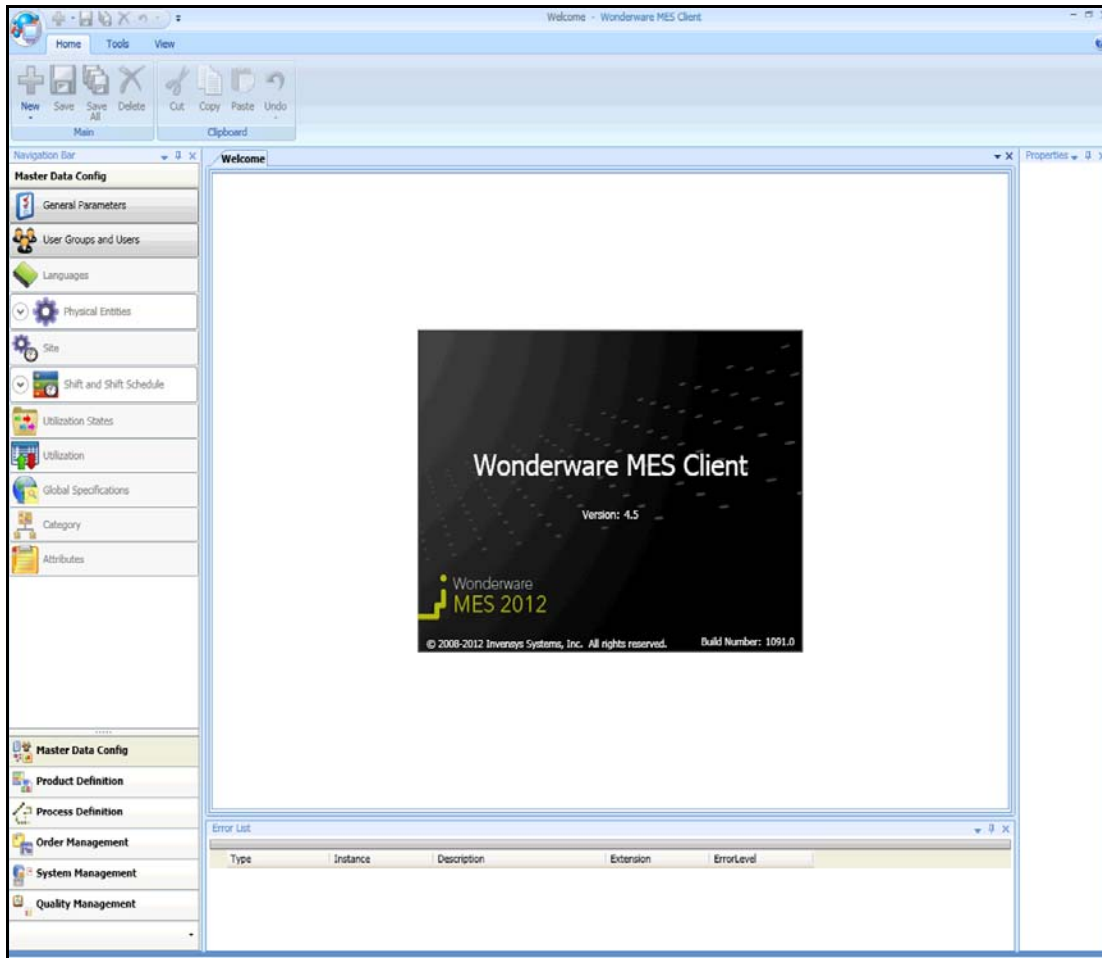 Welcome - Wonderware MES Client
Home Tools View
New Save Save All Delete Cut Copy Paste Undo
Main Clipboard
Navigation Bar
Welcome
Properties
Master Data Config
General Parameters
User Groups and Users
Languages
Physical Entities
Site
Shift and Shift Schedule
Utilization States
Utilization
Global Specifications
Category
Attributes
Wonderware MES Client
Version: 4.5
Wonderware
MES 2012
© 2008-2012 Invensys Systems, Inc. All rights reserved. Build Number: 1091.0
Master Data Config
Product Definition
Process Definition
Order Management
System Management
Quality Management
Error List
Type Instance Description Extension ErrorLevel